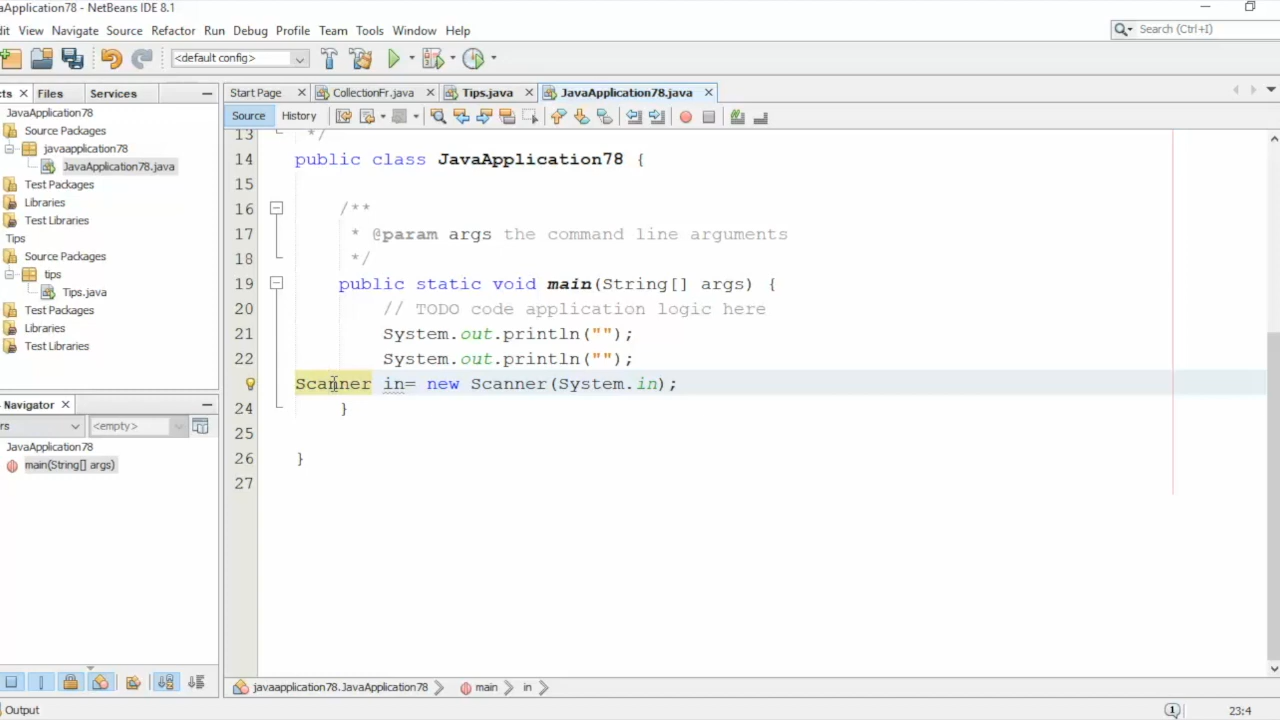 avaApplication78 - NetBeans IDE 8.1
dit View Navigate Source Refactor Run Debug Profile Team Tools Window Help
Search (Ctrl+I)
<default config>
cts Files Services
Start Page CollectionFr.java Tips.java JavaApplication78.java
Source History
JavaApplication78
Source Packages
javaapplication78
JavaApplication78.java
Test Packages
Libraries
Test Libraries
Tips
Source Packages
tips
Tips.java
Test Packages
Libraries
Test Libraries
Navigator
rs <empty>
JavaApplication78
main(String[] args)
13 */
14 public class JavaApplication78 {
15
16 /**
17 * @param args the command line arguments
18 */
19 public static void main(String[] args) {
20 // TODO code application logic here
21 System.out.println("");
22 System.out.println("");
Scanner in= new Scanner(System.in);
24 }
25
26 }
27
javaapplication78.JavaApplication78 main in
Output
1 23:4